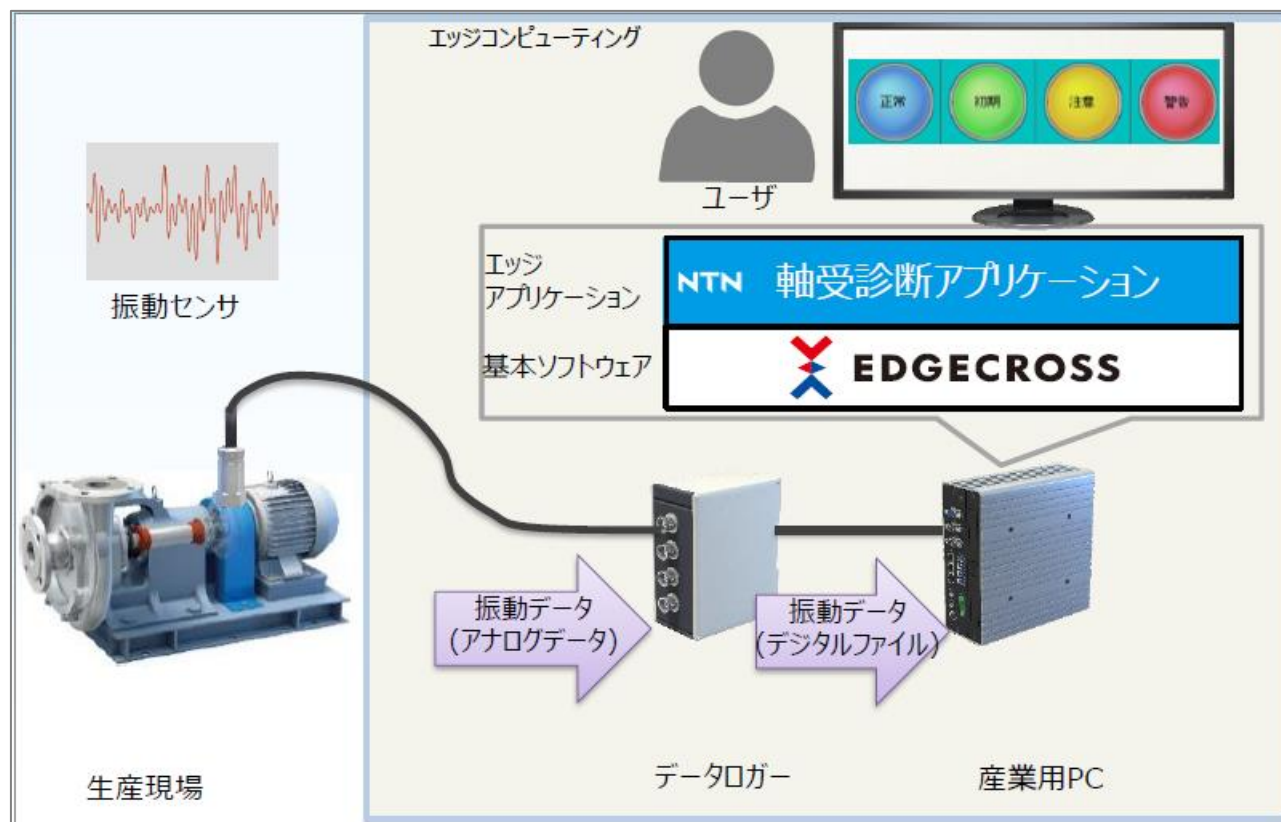 エッジコンピューティング
正常
初期
注意
警告
ユーザ
振動センサ
エッジ
アプリケーション
NTN 軸受診断アプリケーション
基本ソフトウェア
EDGECROSS
振動データ
(アナログデータ)
振動データ
(デジタルファイル)
データロガー
産業用PC
生産現場